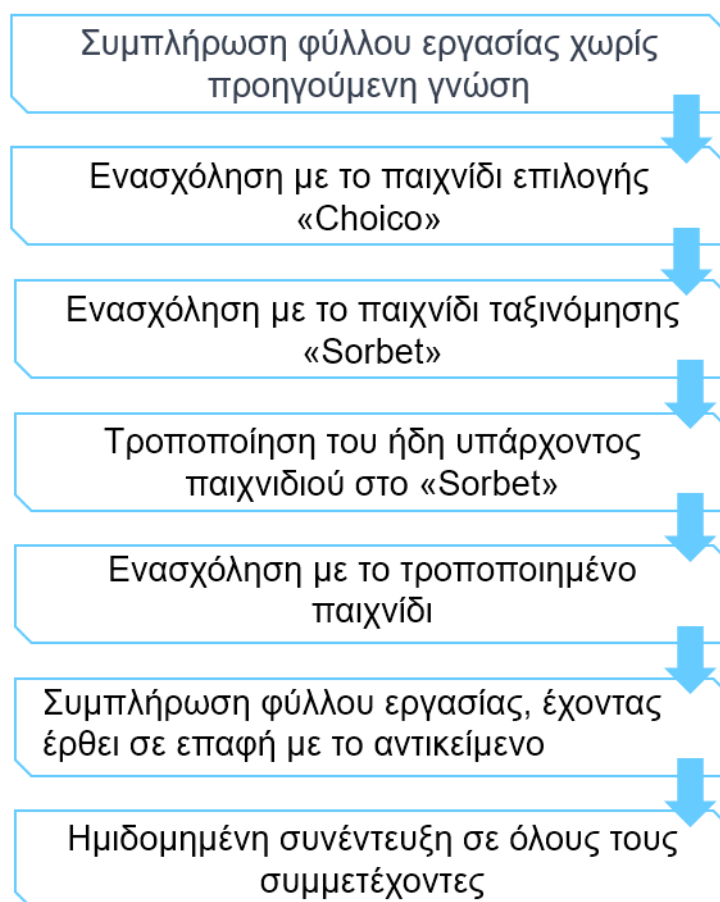 Συμπλήρωση φύλλου εργασίας χωρίς
προηγούμενη γνώση
Ενασχόληση με το παιχνίδι επιλογής
«Choico»
Ενασχόληση με το παιχνίδι ταξινόμησης
«Sorbet»
Τροποποίηση του ήδη υπάρχοντος
παιχνιδιού στο «Sorbet»
Ενασχόληση με το τροποποιημένο
παιχνίδι
Συμπλήρωση φύλλου εργασίας, έχοντας
έρθει σε επαφή με το αντικείμενο
Ημιδομημένη συνέντευξη σε όλους τους
συμμετέχοντες